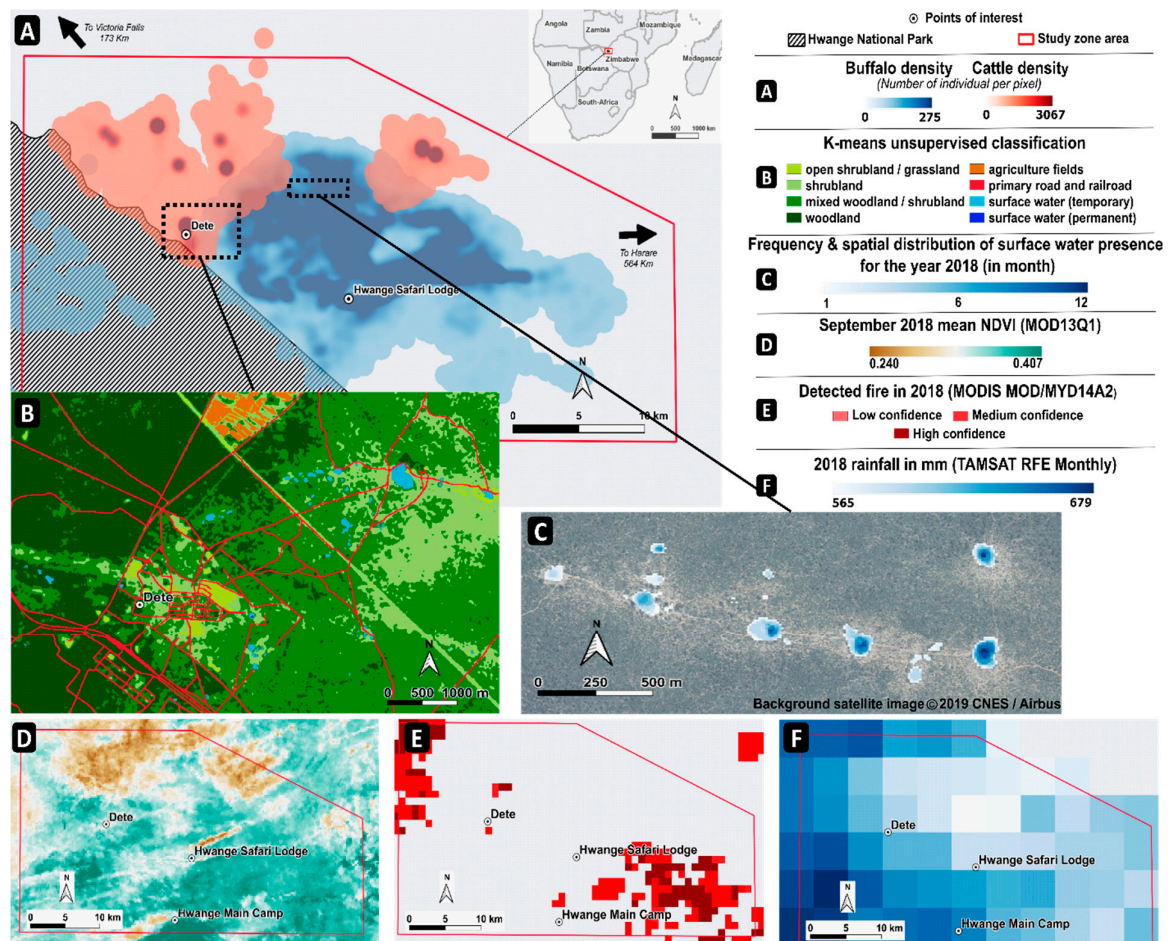 A
To Victoria Falls
173 Km
Angola
Zambia
Mozambique
Namibia
Zimbabwe
Botswana
Madagascar
South-Africa
N
0 500 1000 km
Dete
To Harare
564 Km
Hwange Safari Lodge
N
0 5 10 km
Points of interest
Hwange National Park
Study zone area
A
Buffalo density
Cattle density
(Number of individual per pixel)
0 275
0 3067
K-means unsupervised classification
B
open shrubland / grassland
agriculture fields
shrubland
primary road and railroad
mixed woodland / shrubland
surface water (temporary)
woodland
surface water (permanent)
Frequency & spatial distribution of surface water presence
for the year 2018 (in month)
C
1 6 12
September 2018 mean NDVI (MOD13Q1)
D
0.240 0.407
Detected fire in 2018 (MODIS MOD/MYD14A2)
E
Low confidence
Medium confidence
High confidence
2018 rainfall in mm (TAMSAT RFE Monthly)
F
565 679
B
Dete
N
0 500 1000 m
C
N
0 250 500 m
Background satellite image © 2019 CNES / Airbus
D
Dete
Hwange Safari Lodge
N
Hwange Main Camp
0 5 10 km
E
Dete
Hwange Safari Lodge
N
Hwange Main Camp
0 5 10 km
F
Dete
Hwange Safari Lodge
N
Hwange Main Camp
0 5 10 km